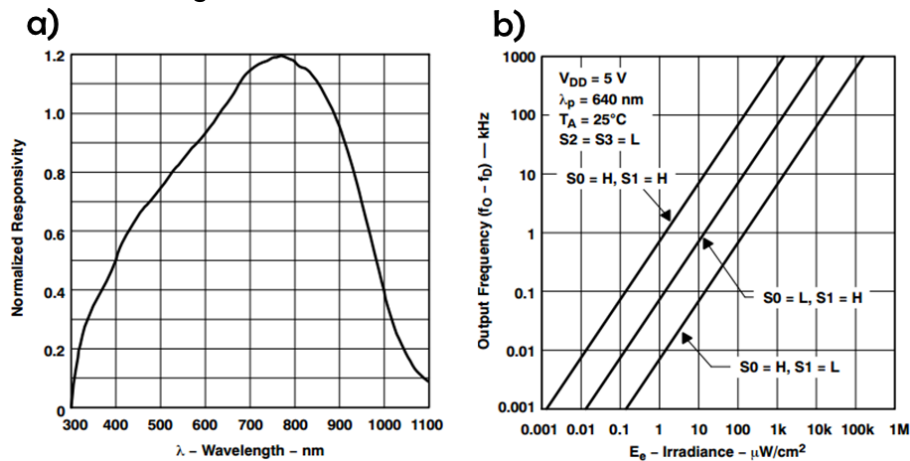 a)
1.2
1.0
0.8
0.6
0.4
0.2
0
Normalized Responsivity
300 400 500 600 700 800 900 1000 1100
λ – Wavelength – nm
b)
1000
100
10
1
0.1
0.01
0.001
Output Frequency (fO – fD) — kHz
VDD = 5 V
λp = 640 nm
TA = 25°C
S2 = S3 = L
S0 = H, S1 = H
S0 = L, S1 = H
S0 = H, S1 = L
0.001 0.01 0.1 1 10 100 1k 10k 100k 1M
Ee – Irradiance – μW/cm²